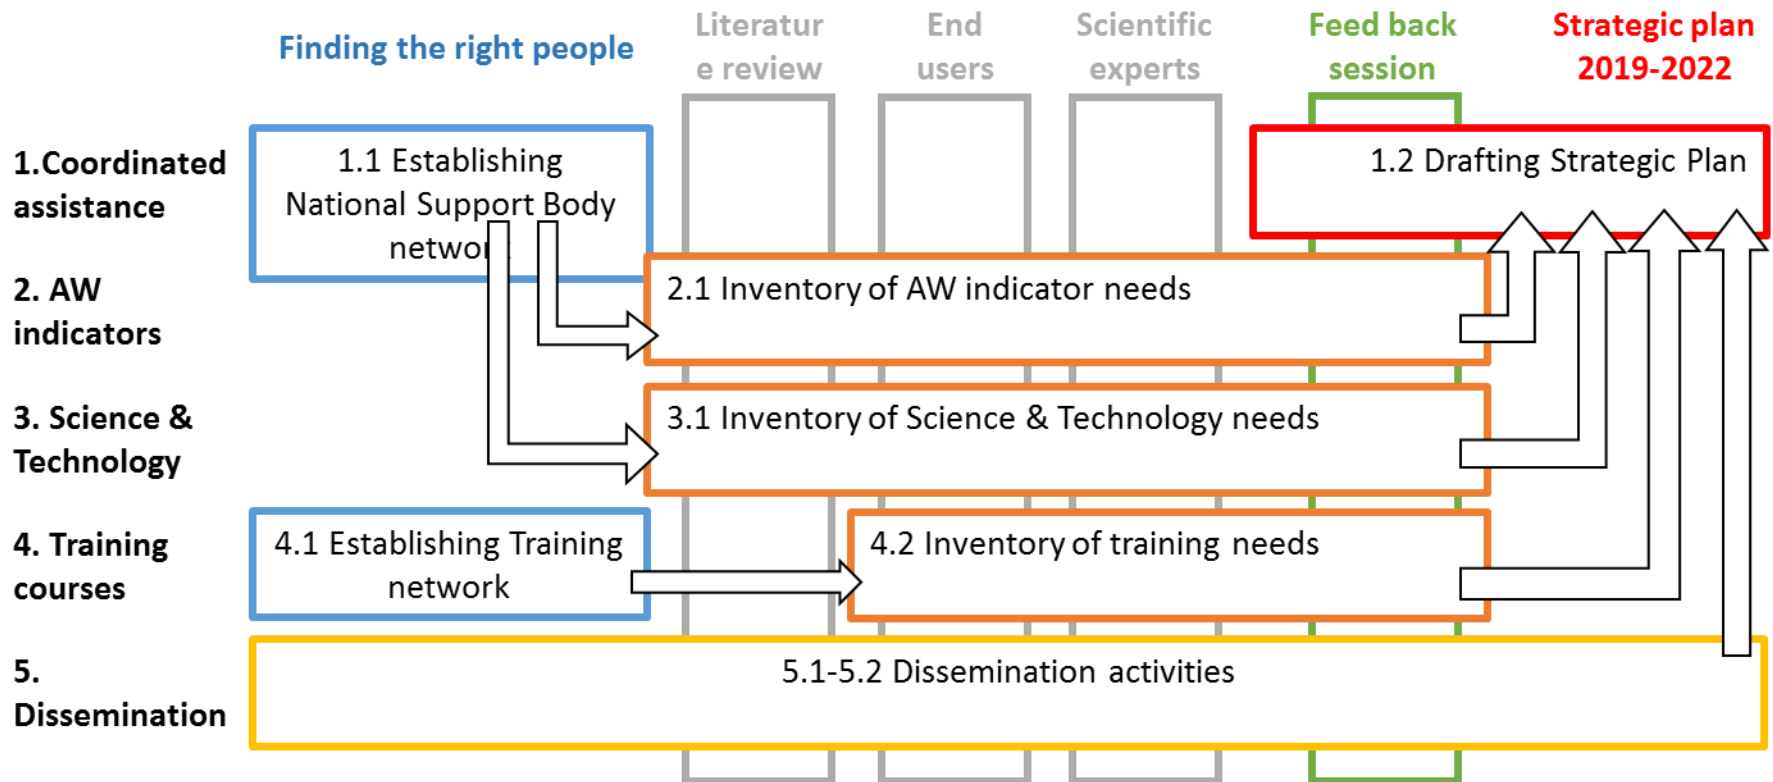 Finding the right people
Literatur
e review
End
users
Scientific
experts
Feed back
session
Strategic plan
2019-2022
1.Coordinated
assistance
1.1 Establishing
National Support Body
network
1.2 Drafting Strategic Plan
2. AW
indicators
2.1 Inventory of AW indicator needs
3. Science &
Technology
3.1 Inventory of Science & Technology needs
4. Training
courses
4.1 Establishing Training
network
4.2 Inventory of training needs
5.
Dissemination
5.1-5.2 Dissemination activities